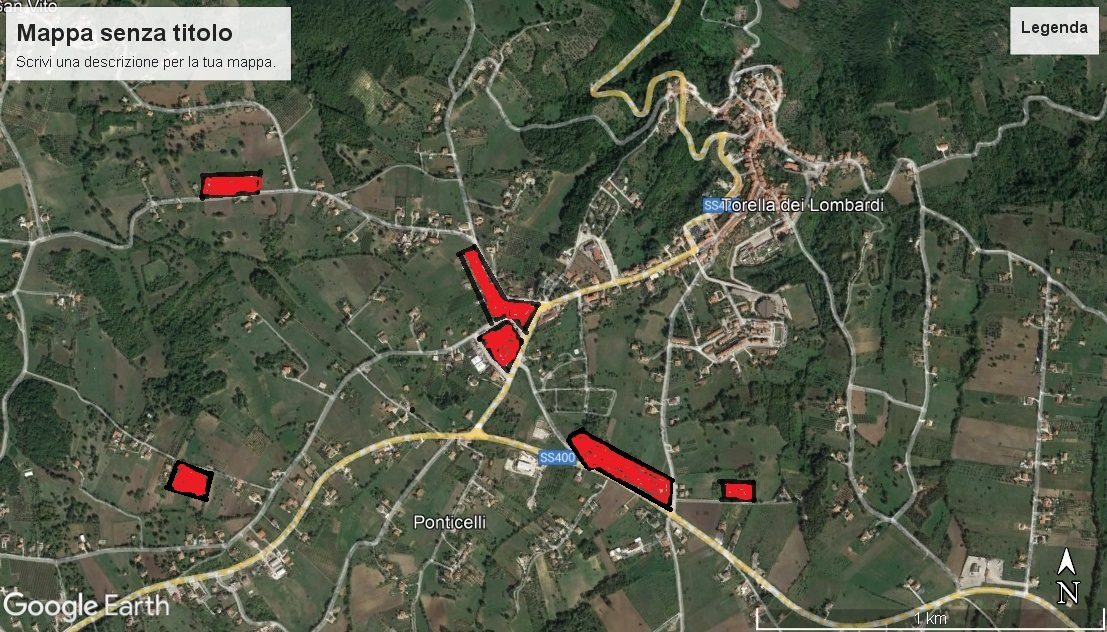 San Vito
Mappa senza titolo
Scrivi una descrizione per la tua mappa.
Legenda
Torella dei Lombardi
SS400
Ponticelli
Google Earth
N
1 km